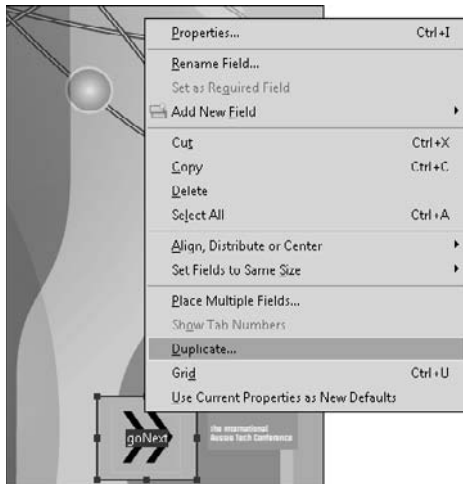 Properties... Ctrl+I
Rename Field...
Set as Required Field
Add New Field
Cut Ctrl+X
Copy Ctrl+C
Delete
Select All Ctrl+A
Align, Distribute or Center
Set Fields to Same Size
Place Multiple Fields...
Show Tab Numbers
Duplicate...
Grid Ctrl+U
Use Current Properties as New Defaults
goNext
the International
Aussie Tech Conference